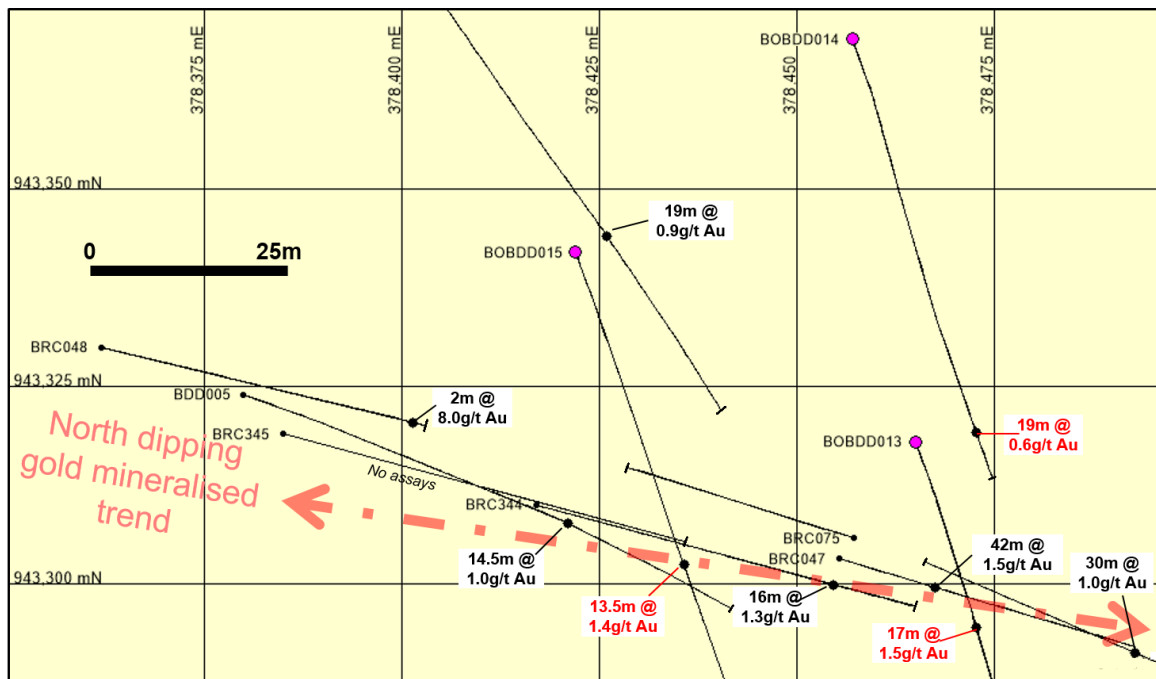 378,375 mE
378,400 mE
378,425 mE
378,450 mE
378,475 mE
BOBDD014
943,350 mN
19m @
0.9g/t Au
0 25m
BOBDD015
BRC048
943,325 mN
BDD005
2m @
8.0g/t Au
BRC345
North dipping
gold mineralised
trend
No assays
BOBDD013
19m @
0.6g/t Au
BRC344
BRC075
BRC047
14.5m @
1.0g/t Au
42m @
1.5g/t Au
30m @
1.0g/t Au
943,300 mN
13.5m @
1.4g/t Au
16m @
1.3g/t Au
17m @
1.5g/t Au